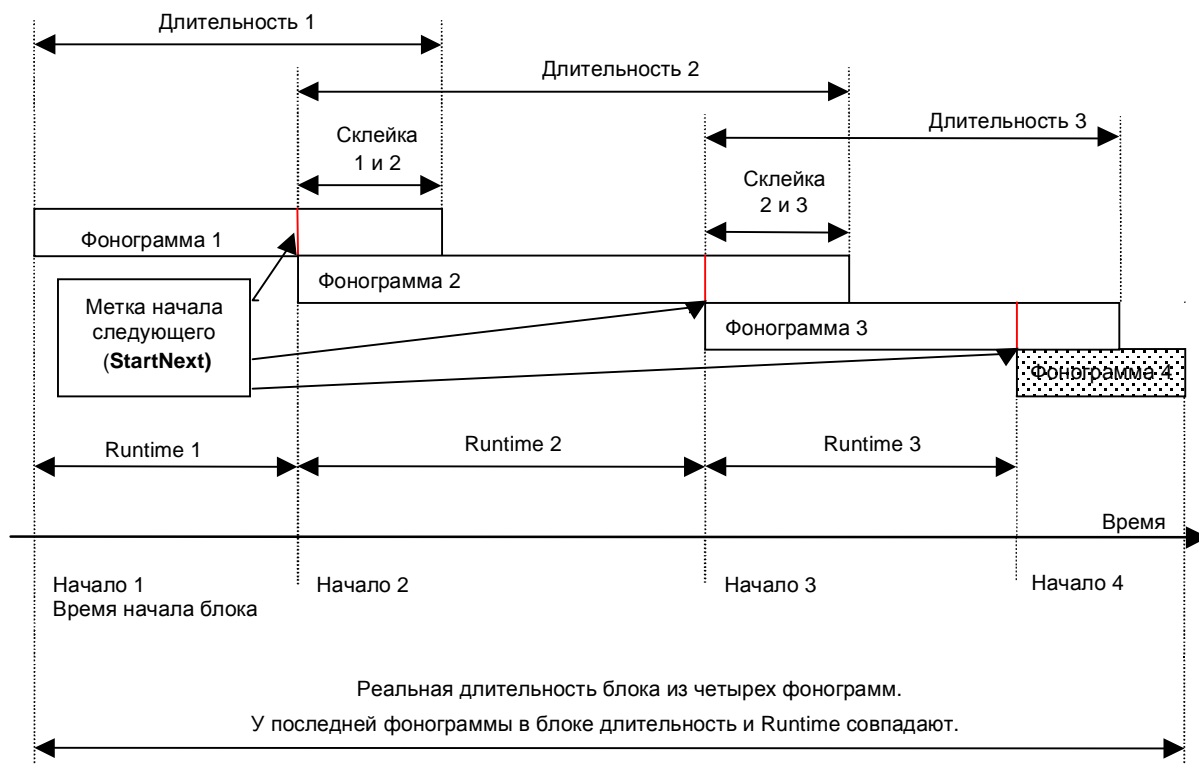 Длительность 1
Длительность 2
Длительность 3
Склейка
1 и 2
Склейка
2 и 3
Фонограмма 1
Фонограмма 2
Метка начала
следующего
(StartNext)
Фонограмма 3
Фонограмма 4
Runtime 1
Runtime 2
Runtime 3
Время
Начало 1
Время начала блока
Начало 2
Начало 3
Начало 4
Реальная длительность блока из четырех фонограмм.
У последней фонограммы в блоке длительность и Runtime совпадают.